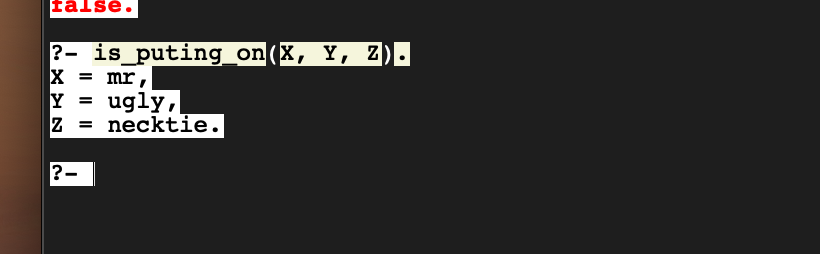 false.
?- is_puting_on(X, Y, Z).
X = mr,
Y = ugly,
Z = necktie.
?-